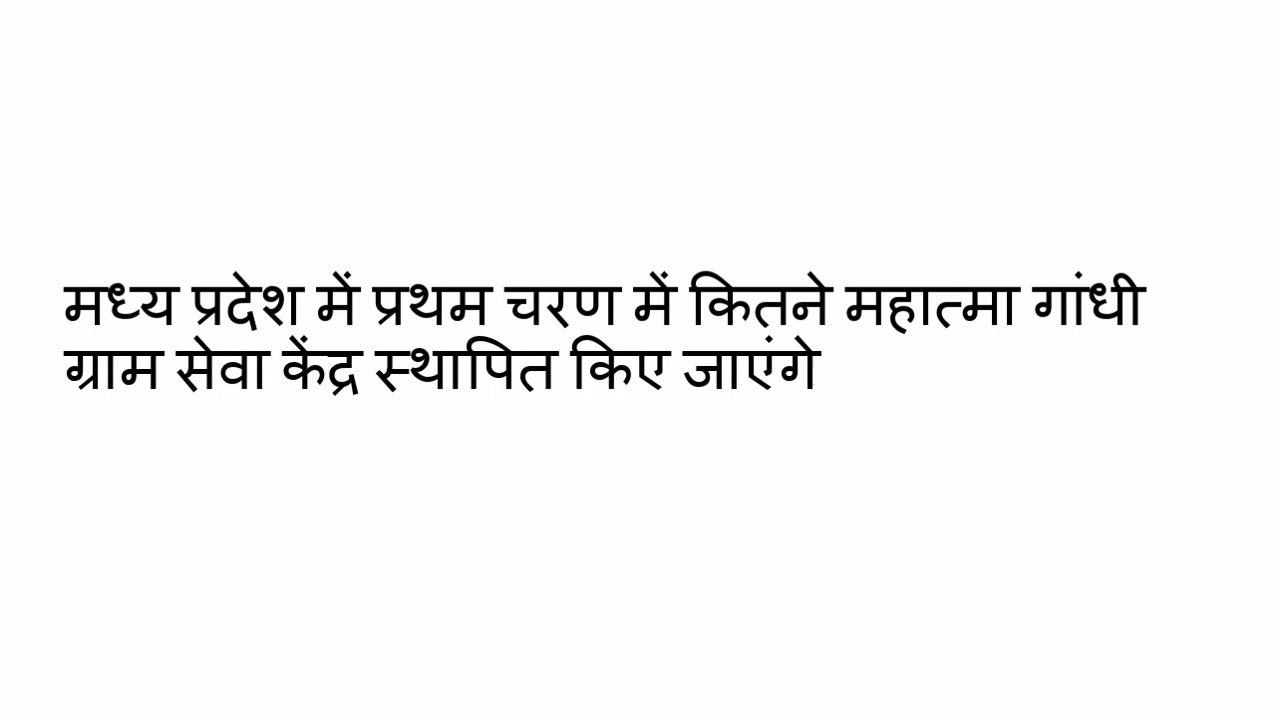 मध्य प्रदेश में प्रथम चरण में कितने महात्मा गांधी
ग्राम सेवा केंद्र स्थापित किए जाएंगे